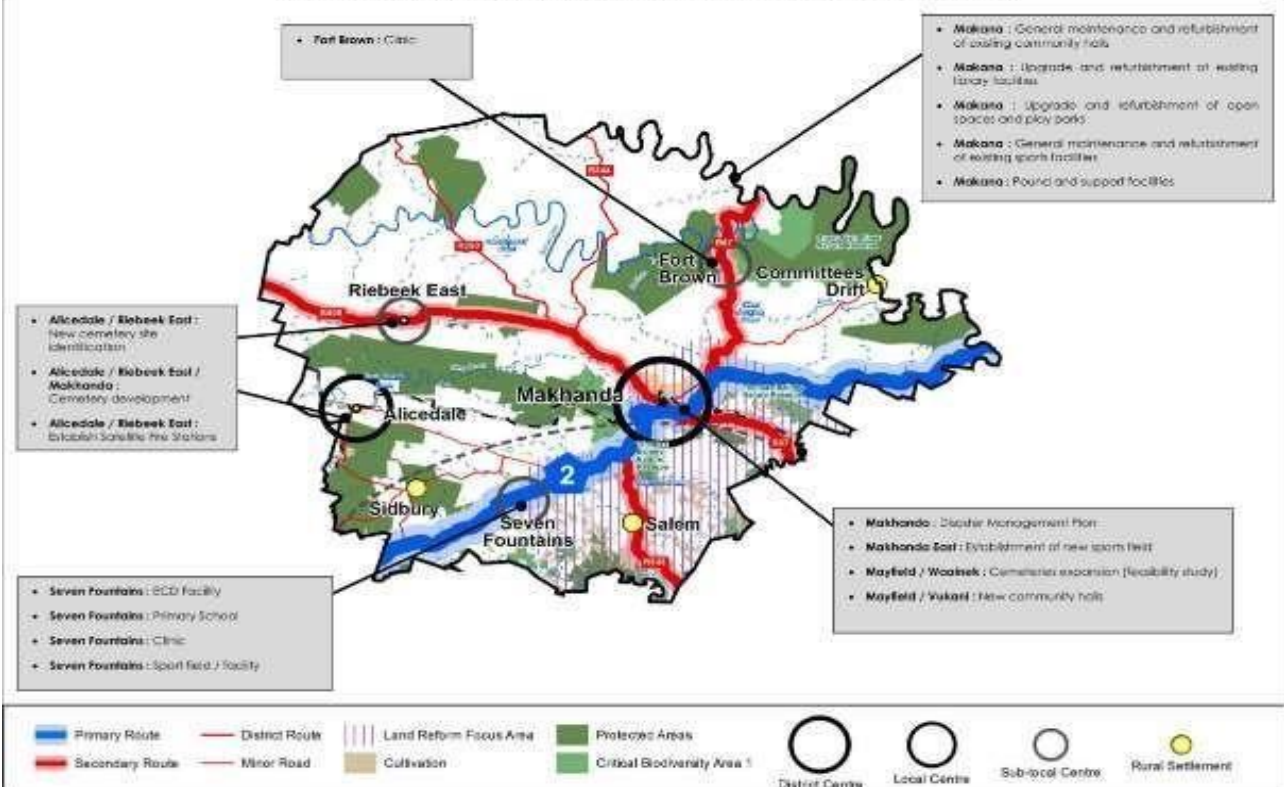 • Fort Brown : Clinic
• Makana : General maintenance and refurbishment
of existing community halls
• Makana : Upgrade and refurbishment of existing
library facilities
• Makana : Upgrade and refurbishment of open
spaces and play parks
• Makana : General maintenance and refurbishment
of existing sports facilities
• Makana : Pound and support facilities
R344
R67
Fort
Brown
Committees
Drift
R350
Riebeek East
R400
• Alicedale / Riebeek East :
New cemetery site
identification
• Alicedale / Riebeek East /
Makhanda :
Cemetery development
• Alicedale / Riebeek East :
Establish Satellite Fire Stations
Makhanda
Alicedale
R67
2
Sidbury
Seven
Fountains
Salem
R343
• Makhanda : Disaster Management Plan
• Makhanda East : Establishment of new sports field
• Mayfield / Waainek : Cemeteries expansion (feasibility study)
• Mayfield / Vukani : New community halls
• Seven Fountains : ECD Facility
• Seven Fountains : Primary School
• Seven Fountains : Clinic
• Seven Fountains : Sport field / facility
Primary Route
District Route
Land Reform Focus Area
Protected Areas
Secondary Route
Minor Road
Cultivation
Critical Biodiversity Area 1
District Centre
Local Centre
Sub-local Centre
Rural Settlement